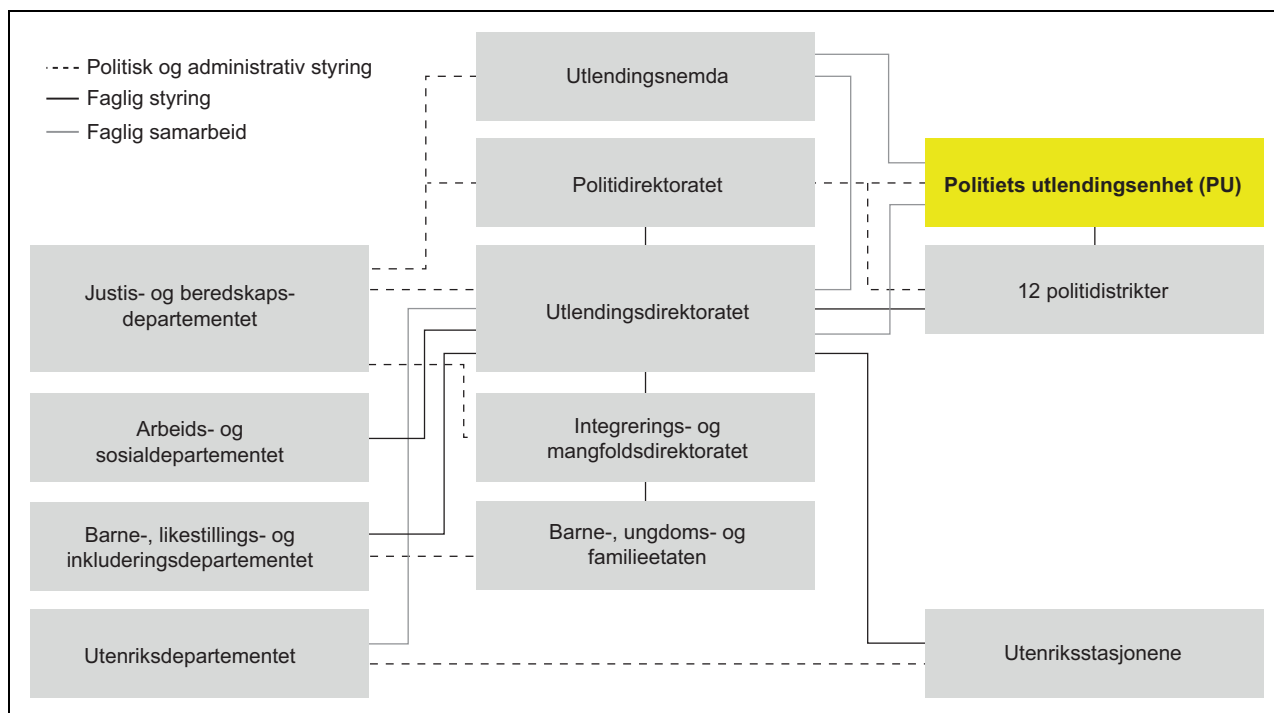 Politisk og administrativ styring
Faglig styring
Faglig samarbeid
Utlendingsnemda
Politidirektoratet
Politiets utlendingsenhet (PU)
Justis- og beredskaps-
departementet
Utlendingsdirektoratet
12 politidistrikter
Arbeids- og
sosialdepartementet
Integrerings- og
mangfoldsdirektoratet
Barne-, likestillings- og
inkluderingsdepartementet
Barne-, ungdoms- og
familieetaten
Utenriksdepartementet
Utenriksstasjonene